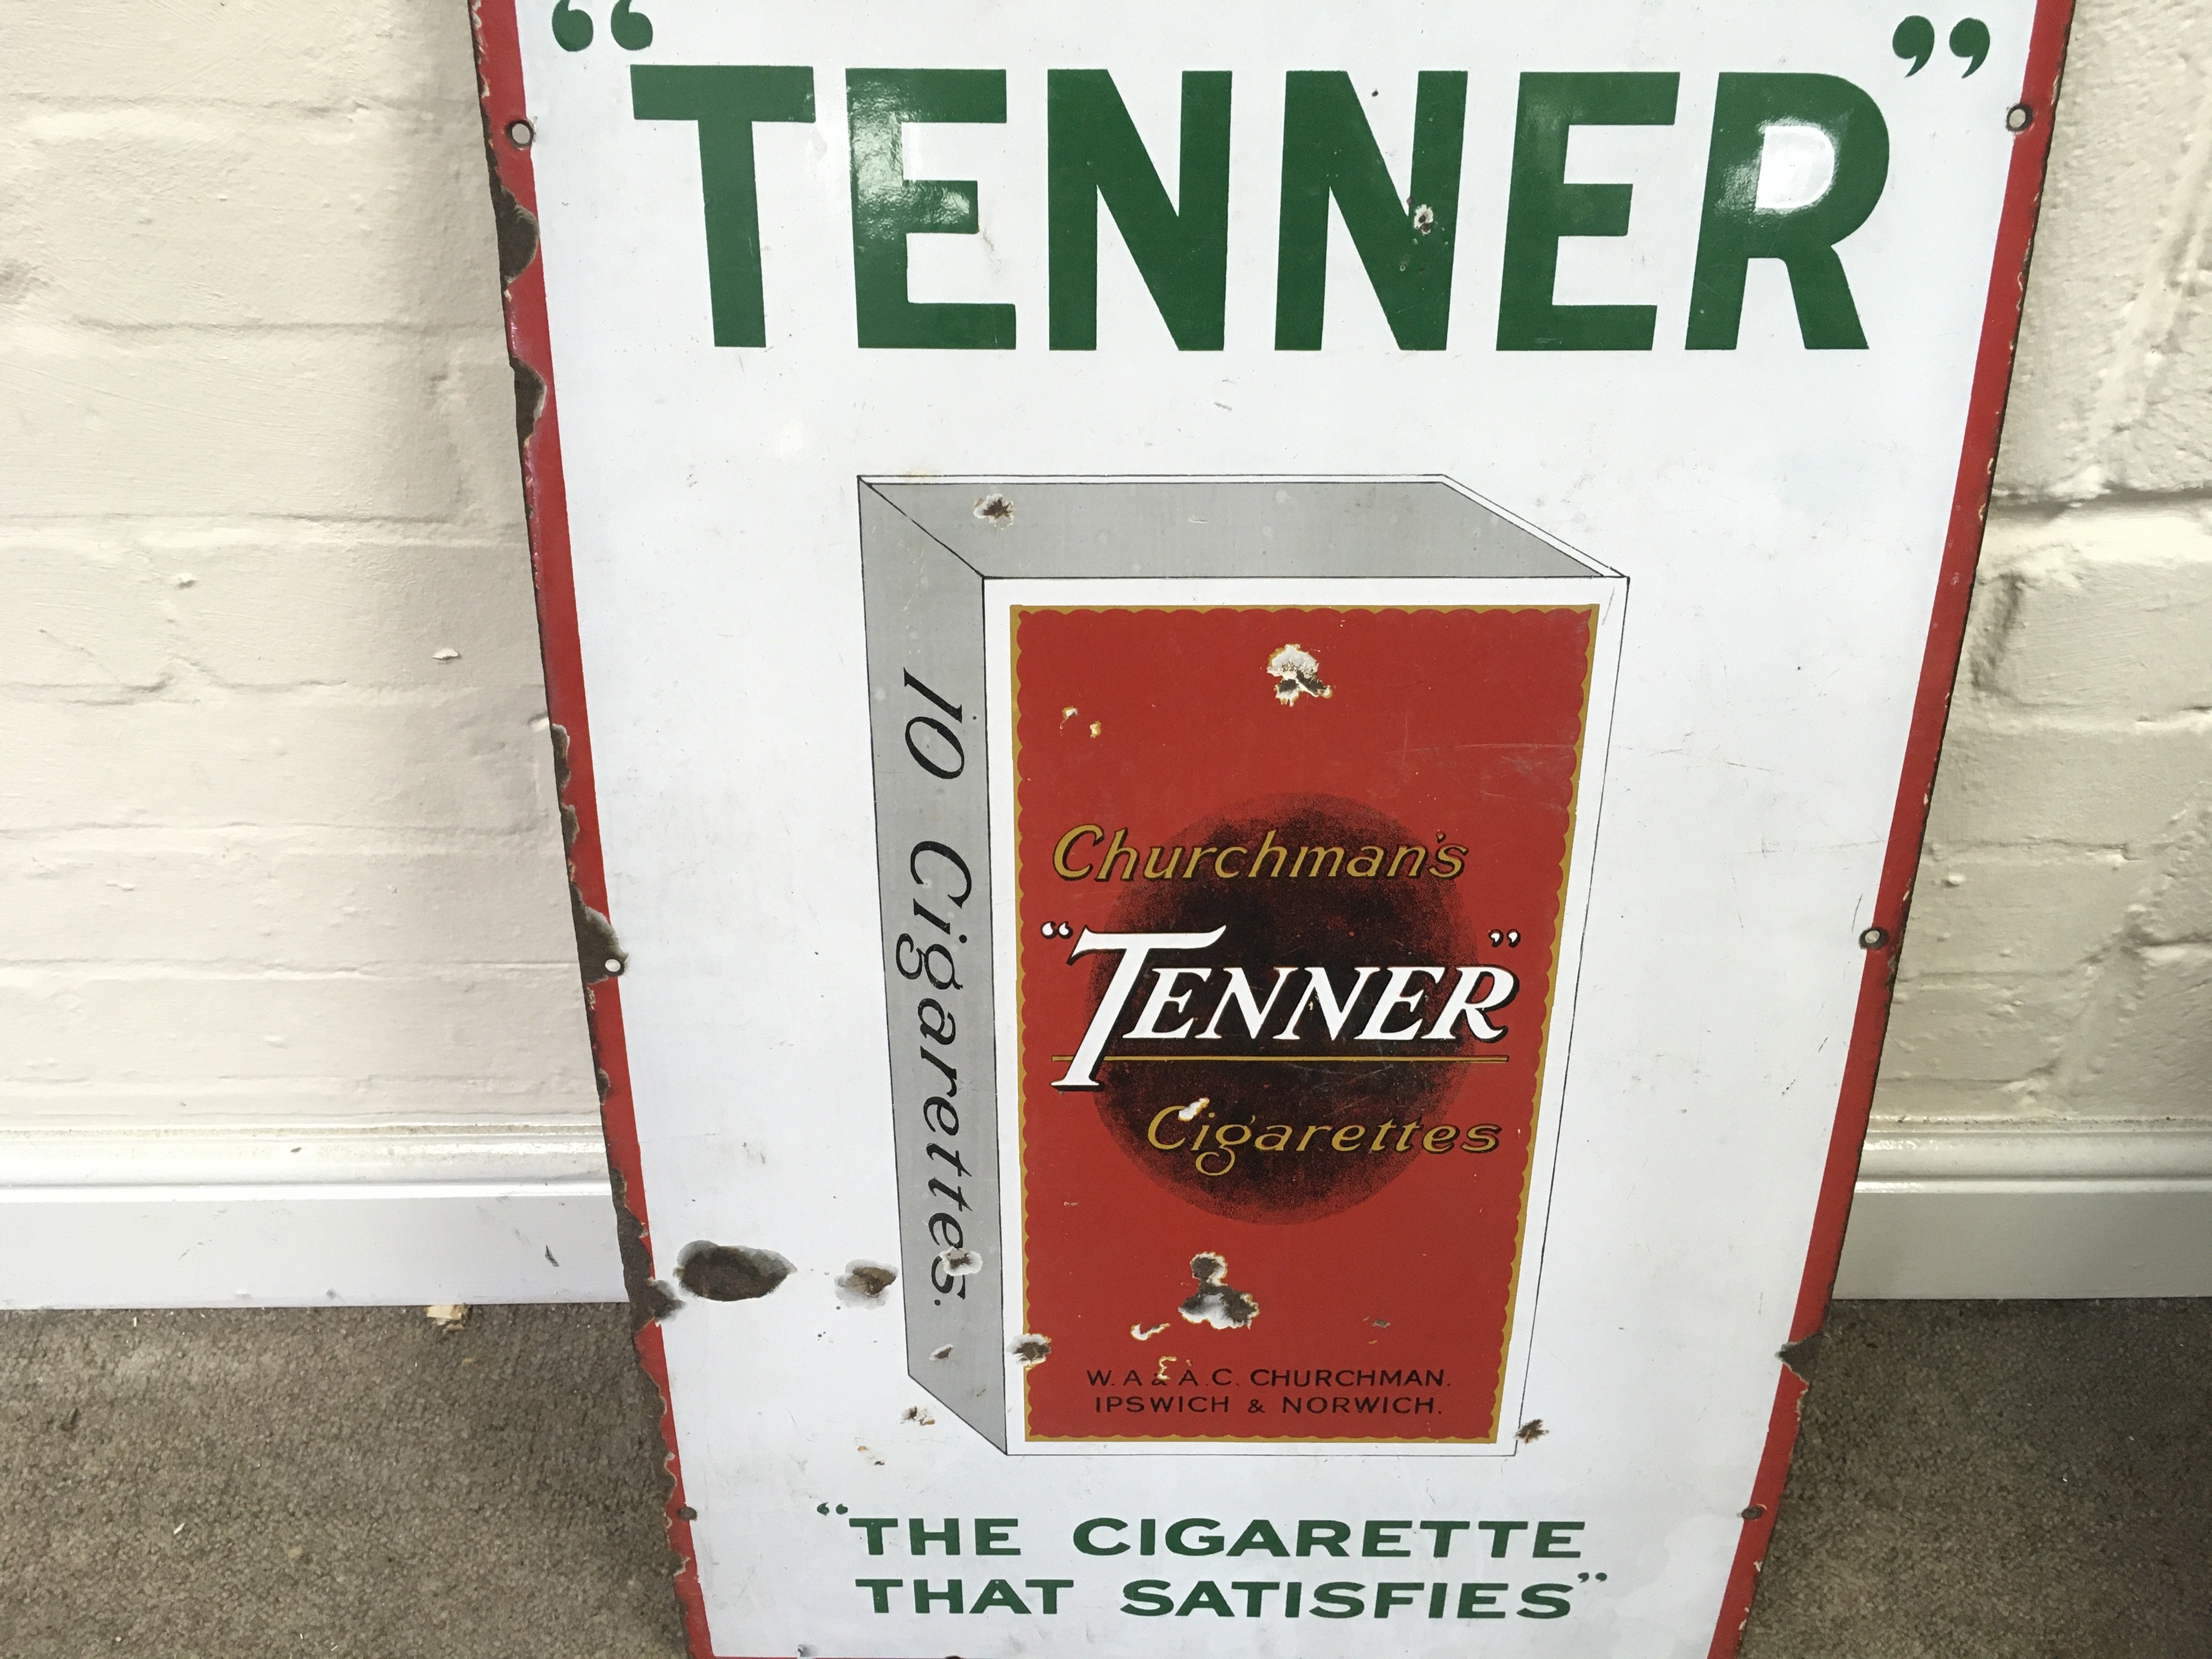 “TENNER”
10 Cigarettes.
Churchman's
“TENNER”
Cigarettes
W. A & A. C. CHURCHMAN.
IPSWICH & NORWICH.
“THE CIGARETTE
THAT SATISFIES”